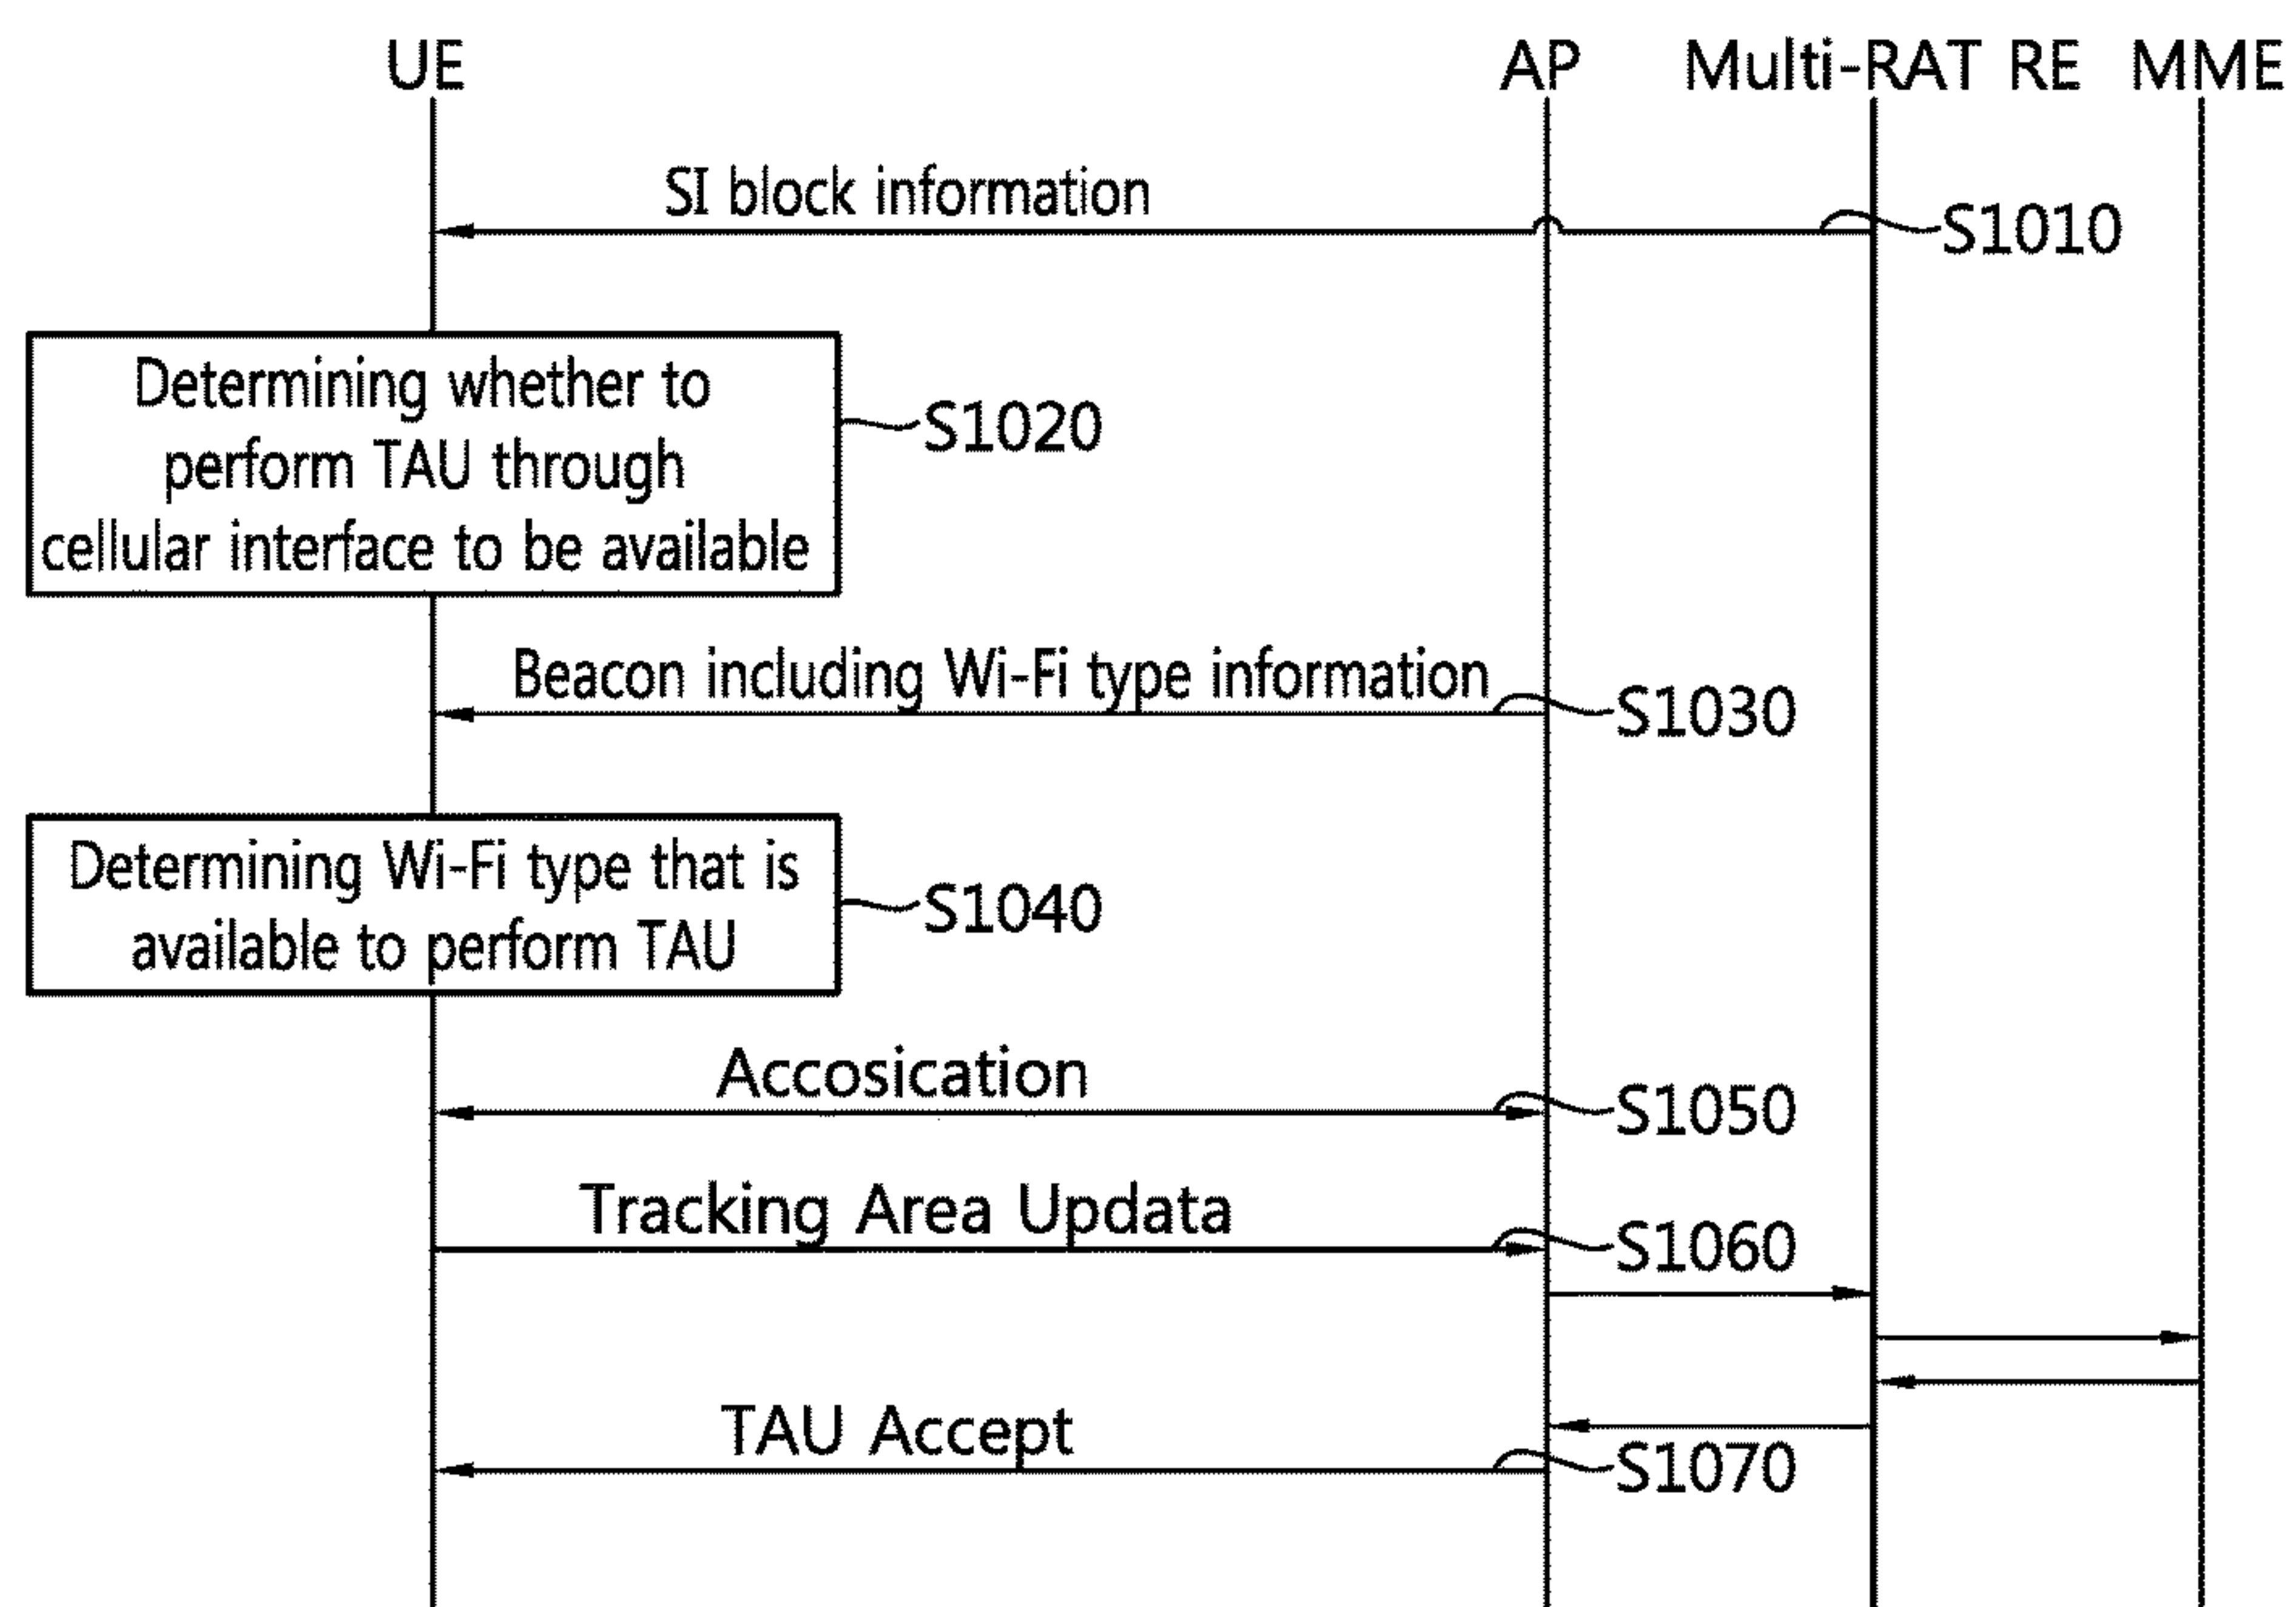 UE AP Multi-RAT RE MME
SI block information
S1010
Determining whether to
perform TAU through
cellular interface to be available
S1020
Beacon including Wi-Fi type information
S1030
Determining Wi-Fi type that is
available to perform TAU
S1040
Accosication
S1050
Tracking Area Updata
S1060
TAU Accept
S1070